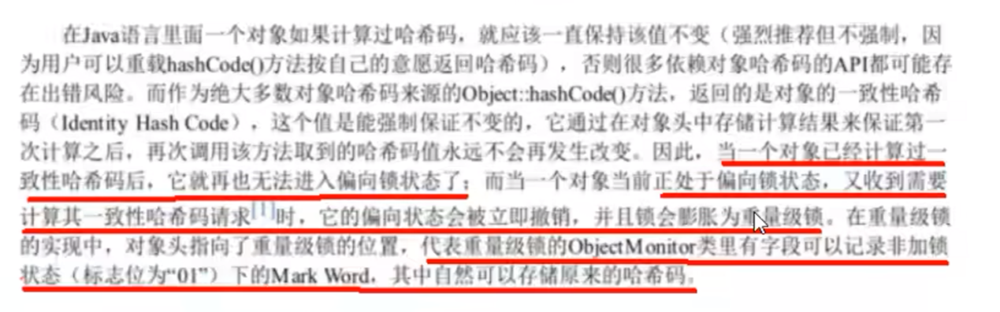 在Java语言里面一个对象如果计算过哈希码，就应该一直保持该值不变（强烈推荐但不强制，因
为用户可以重载hashCode()方法按自己的意愿返回哈希码），否则很多依赖对象哈希码的API都可能存
在出错风险。而作为绝大多数对象哈希码来源的Object::hashCode()方法，返回的是对象的一致性哈希
码（Identity Hash Code），这个值是能强制保证不变的，它通过在对象头中存储计算结果来保证第一
次计算之后，再次调用该方法取到的哈希码值永远不会再发生改变。因此，当一个对象已经计算过一
致性哈希码后，它就再也无法进入偏向锁状态了；而当一个对象当前正处于偏向锁状态，又收到需要
计算其一致性哈希码请求[1]时，它的偏向状态会被立即撤销，并且锁会膨胀为重量级锁。在重量级锁
的实现中，对象头指向了重量级锁的位置，代表重量级锁的ObjectMonitor类里有字段可以记录非加锁
状态（标志位为“01”）下的Mark Word，其中自然可以存储原来的哈希码。